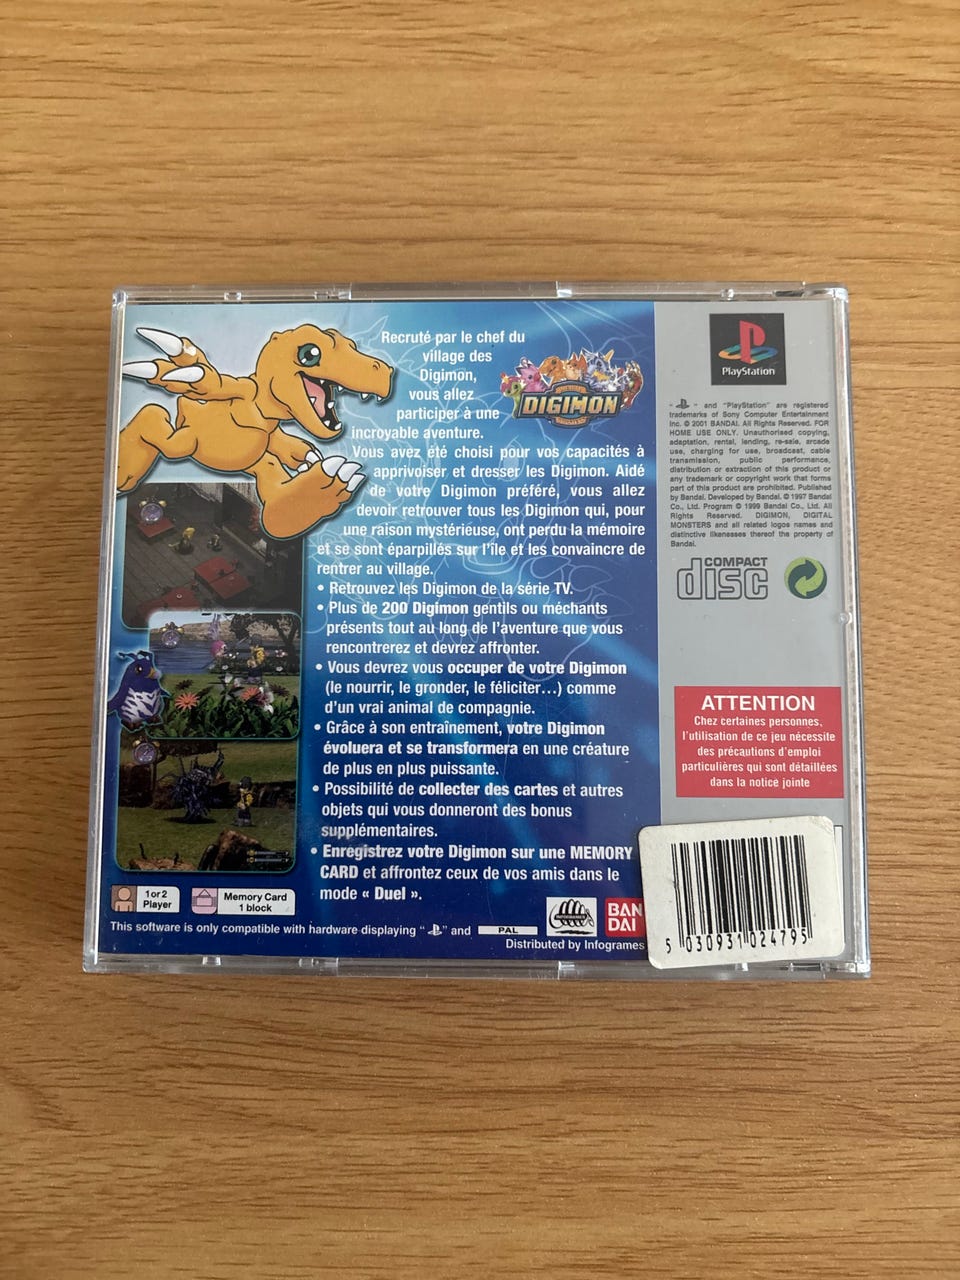 Recruté par le chef du
village des
Digimon,
vous allez
participer à une
incroyable aventure.
Vous avez été choisi pour vos capacités à
apprivoiser et dresser les Digimon. Aidé
de votre Digimon préféré, vous allez
devoir retrouver tous les Digimon qui, pour
une raison mystérieuse, ont perdu la mémoire
et se sont éparpillés sur l'île et les convaincre de
rentrer au village.
• Retrouvez les Digimon de la série TV.
• Plus de 200 Digimon gentils ou méchants
présents tout au long de l'aventure que vous
rencontrerez et devrez affronter.
• Vous devrez vous occuper de votre Digimon
(le nourrir, le gronder, le féliciter...) comme
d'un vrai animal de compagnie.
• Grâce à son entraînement, votre Digimon
évoluera et se transformera en une créature
de plus en plus puissante.
• Possibilité de collecter des cartes et autres
objets qui vous donneront des bonus
supplémentaires.
• Enregistrez votre Digimon sur une MEMORY
CARD et affrontez ceux de vos amis dans le
mode « Duel ».
DIGIMON
1 or 2
Player
Memory Card
1 block
This software is only compatible with hardware displaying " " and PAL
BAN
DAI
Distributed by Infogrames
PlayStation
" " and "PlayStation" are registered
trademarks of Sony Computer Entertainment
Inc. © 2001 BANDAI. All Rights Reserved. FOR
HOME USE ONLY. Unauthorised copying,
adaptation, rental, lending, re-sale, arcade
use, charging for use, broadcast, cable
transmission, public performance,
distribution or extraction of this product or
any trademark or copyright work that forms
part of this product are prohibited. Published
by Bandai. Developed by Bandai. © 1997 Bandai
Co., Ltd. Program © 1999 Bandai Co., Ltd. All
Rights Reserved. DIGIMON, DIGITAL
MONSTERS and all related logos names and
distinctive likenesses thereof the property of
Bandai.
COMPACT
disc
ATTENTION
Chez certaines personnes,
l'utilisation de ce jeu nécessite
des précautions d'emploi
particulières qui sont détaillées
dans la notice jointe
5 030931 024795